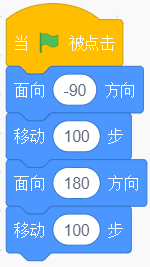 当 被点击
面向 -90 方向
移动 100 步
面向 180 方向
移动 100 步